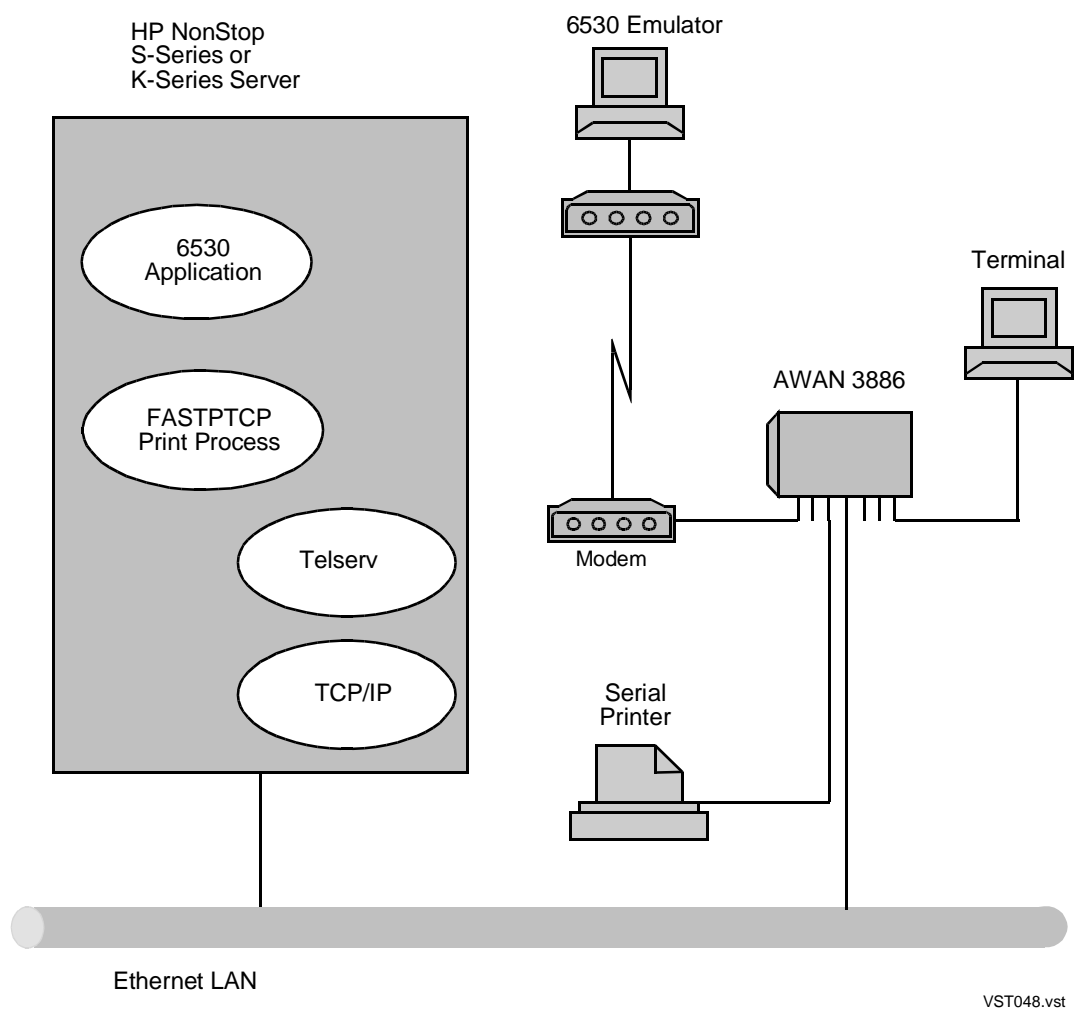 HP NonStop
S-Series or
K-Series Server
6530 Emulator
6530
Application
Terminal
AWAN 3886
FASTPTCP
Print Process
Telserv
Modem
TCP/IP
Serial
Printer
Ethernet LAN
VST048.vst